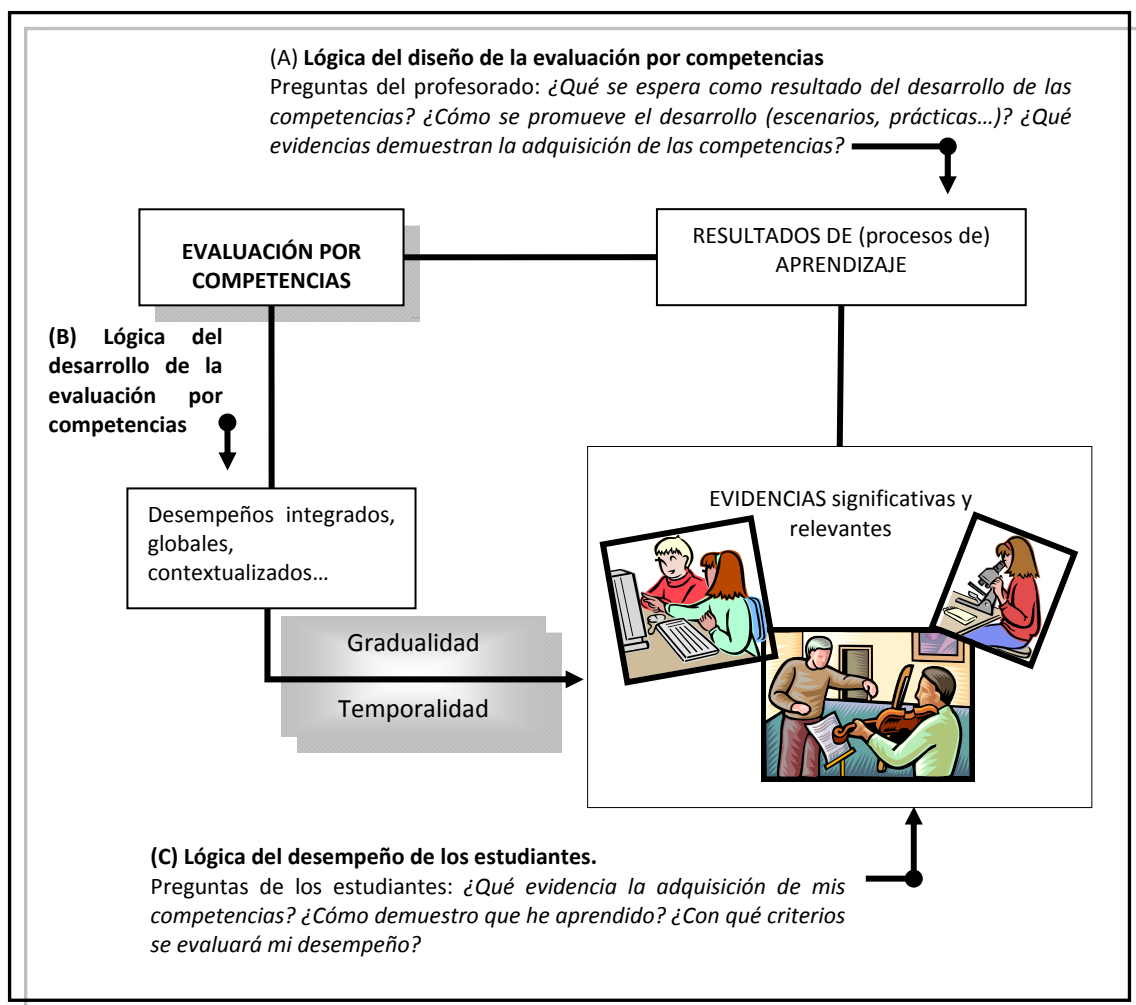 (A) Lógica del diseño de la evaluación por competencias
Preguntas del profesorado: ¿Qué se espera como resultado del desarrollo de las
competencias? ¿Cómo se promueve el desarrollo (escenarios, prácticas…)? ¿Qué
evidencias demuestran la adquisición de las competencias?
EVALUACIÓN POR
COMPETENCIAS
RESULTADOS DE (procesos de)
APRENDIZAJE
(B) Lógica del
desarrollo de la
evaluación por
competencias
Desempeños integrados,
globales,
contextualizados…
EVIDENCIAS significativas y
relevantes
Gradualidad
Temporalidad
(C) Lógica del desempeño de los estudiantes.
Preguntas de los estudiantes: ¿Qué evidencia la adquisición de mis
competencias? ¿Cómo demuestro que he aprendido? ¿Con qué criterios
se evaluará mi desempeño?